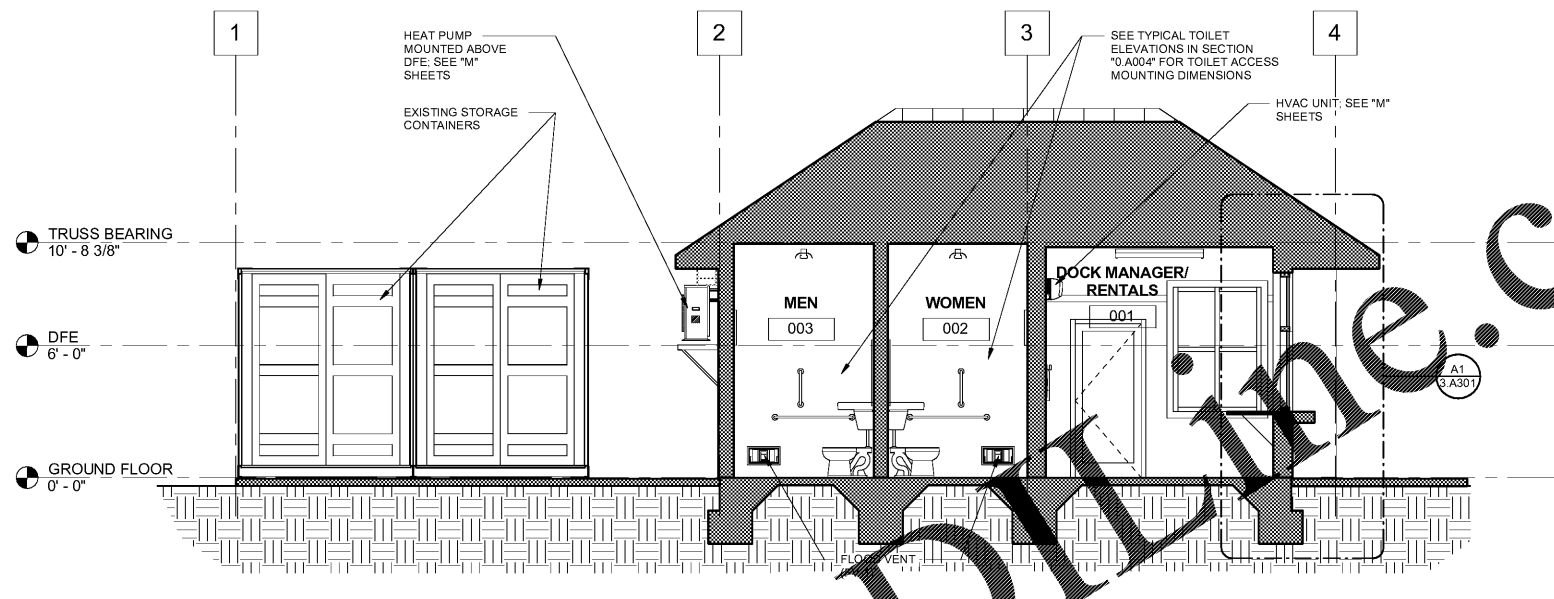 1
2
3
4
HEAT PUMP
MOUNTED ABOVE
DFE; SEE "M"
SHEETS
SEE TYPICAL TOILET
ELEVATIONS IN SECTION
"0.A004" FOR TOILET ACCESS
MOUNTING DIMENSIONS
EXISTING STORAGE
CONTAINERS
HVAC UNIT; SEE "M"
SHEETS
TRUSS BEARING
10' - 8 3/8"
DOCK MANAGER/
RENTALS
001
MEN
003
WOMEN
002
DFE
6' - 0"
A1
3.A301
GROUND FLOOR
0' - 0"
FLOOD VENT
DLine.c